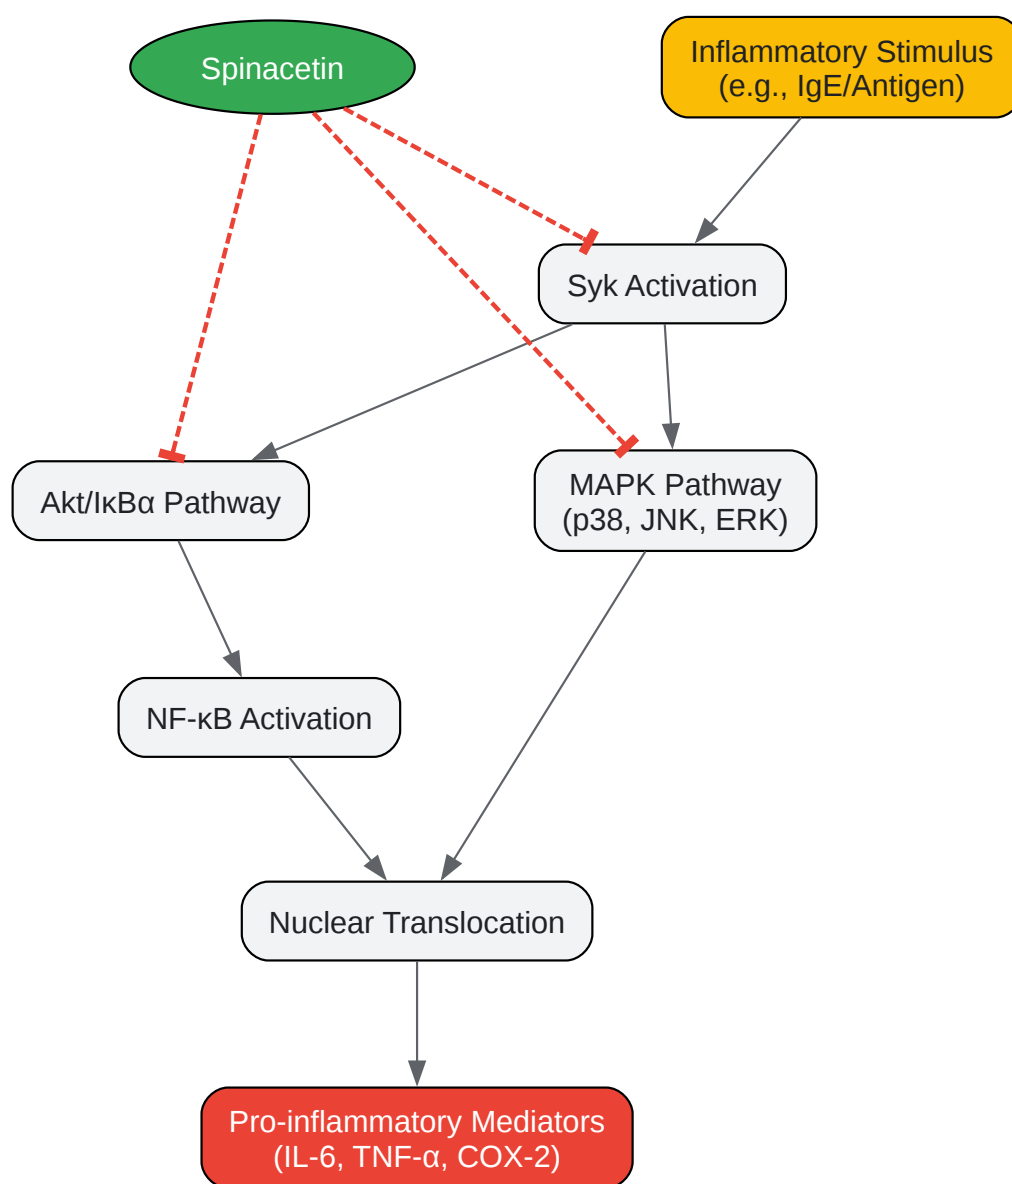 Spinacetin
Inflammatory Stimulus
(e.g., IgE/Antigen)
Syk Activation
Akt/IκBα Pathway
MAPK Pathway
(p38, JNK, ERK)
NF-κB Activation
Nuclear Translocation
Pro-inflammatory Mediators
(IL-6, TNF-α, COX-2)